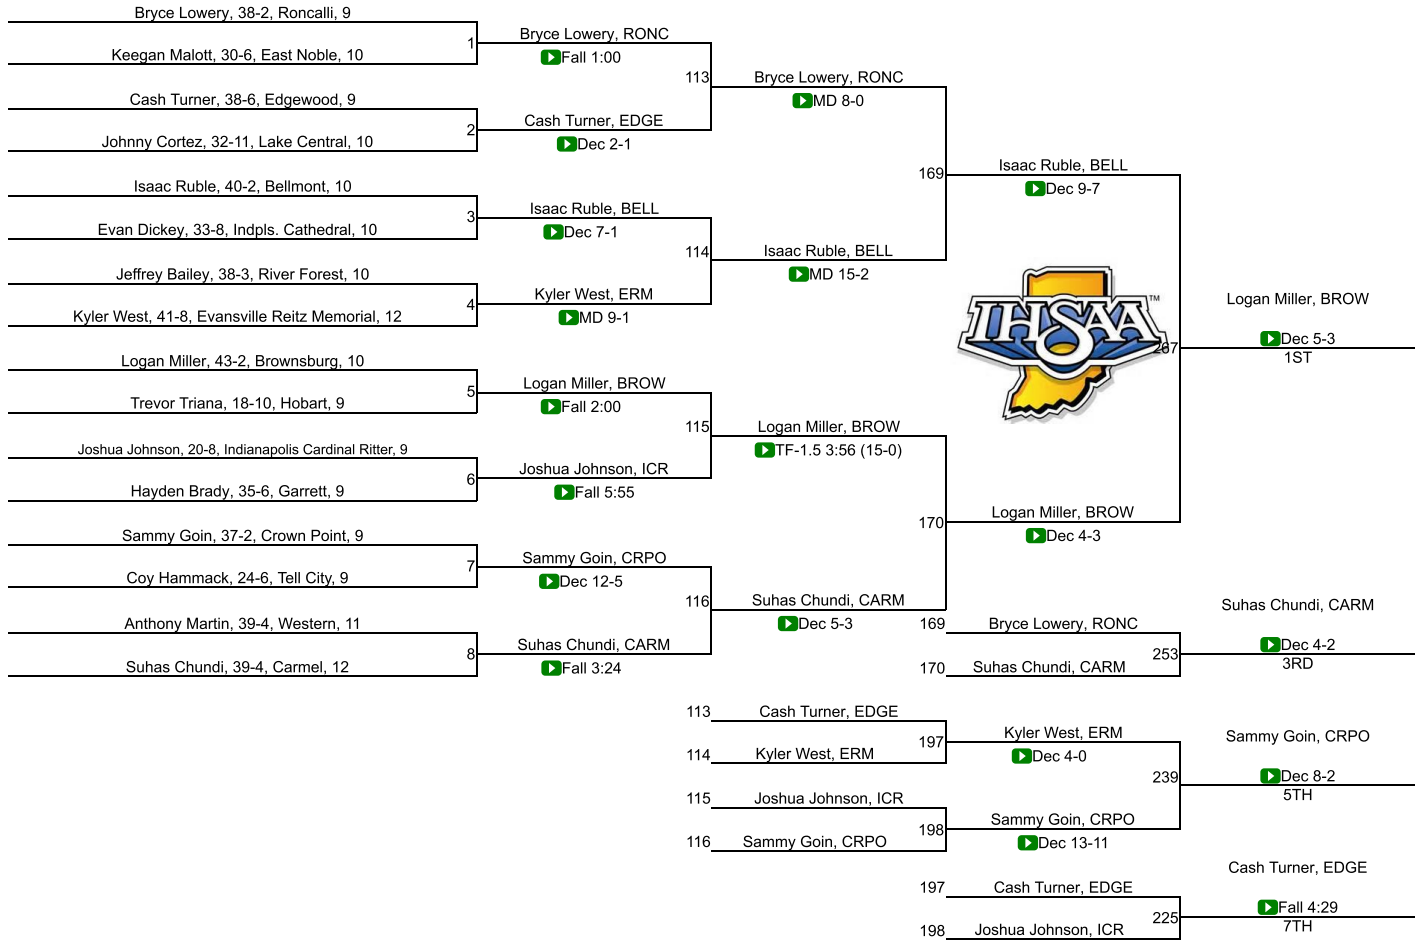 Bryce Lowery, 38-2, Roncalli, 9
1
Keegan Malott, 30-6, East Noble, 10
Cash Turner, 38-6, Edgewood, 9
2
Johnny Cortez, 32-11, Lake Central, 10
Isaac Ruble, 40-2, Bellmont, 10
3
Evan Dickey, 33-8, Indpls. Cathedral, 10
Jeffrey Bailey, 38-3, River Forest, 10
4
Kyler West, 41-8, Evansville Reitz Memorial, 12
Logan Miller, 43-2, Brownsburg, 10
5
Trevor Triana, 18-10, Hobart, 9
Joshua Johnson, 20-8, Indianapolis Cardinal Ritter, 9
6
Hayden Brady, 35-6, Garrett, 9
Sammy Goin, 37-2, Crown Point, 9
7
Coy Hammack, 24-6, Tell City, 9
Anthony Martin, 39-4, Western, 11
8
Suhas Chundi, 39-4, Carmel, 12
Bryce Lowery, RONC
Fall 1:00
113
Cash Turner, EDGE
Dec 2-1
Isaac Ruble, BELL
Dec 7-1
114
Kyler West, ERM
MD 9-1
Logan Miller, BROW
Fall 2:00
115
Joshua Johnson, ICR
Fall 5:55
Sammy Goin, CRPO
Dec 12-5
116
Suhas Chundi, CARM
Fall 3:24
Bryce Lowery, RONC
MD 8-0
169
Isaac Ruble, BELL
MD 15-2
Logan Miller, BROW
TF-1.5 3:56 (15-0)
170
Suhas Chundi, CARM
Dec 5-3
Isaac Ruble, BELL
Dec 9-7
IHSAA™
267
Logan Miller, BROW
Dec 4-3
Logan Miller, BROW
Dec 5-3
1ST
169
Bryce Lowery, RONC
253
170
Suhas Chundi, CARM
Suhas Chundi, CARM
Dec 4-2
3RD
113
Cash Turner, EDGE
197
114
Kyler West, ERM
115
Joshua Johnson, ICR
198
116
Sammy Goin, CRPO
Kyler West, ERM
Dec 4-0
239
Sammy Goin, CRPO
Dec 13-11
Sammy Goin, CRPO
Dec 8-2
5TH
197
Cash Turner, EDGE
225
198
Joshua Johnson, ICR
Cash Turner, EDGE
Fall 4:29
7TH